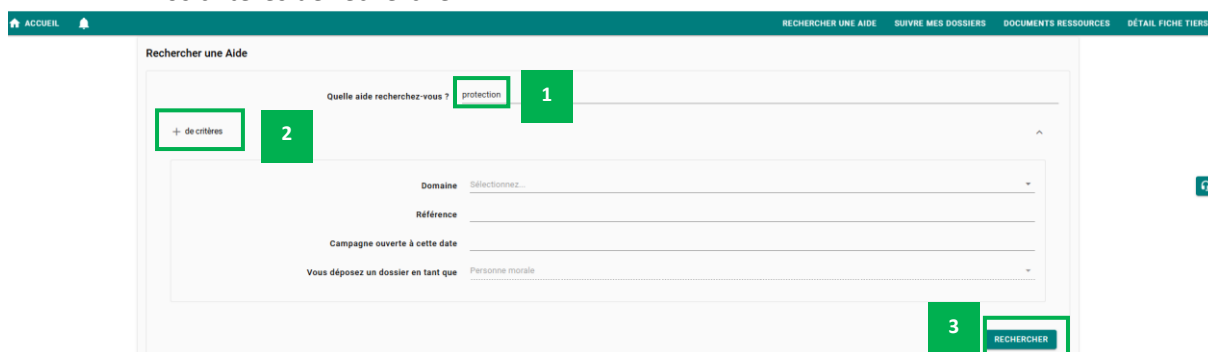 ACCUEIL RECHERCHER UNE AIDE SUIVRE MES DOSSIERS DOCUMENTS RESSOURCES DÉTAIL FICHE TIERS
Rechercher une Aide
Quelle aide recherchez-vous ? protection 1
+ de critères 2
Domaine Sélectionnez...
Référence
Campagne ouverte à cette date
Vous déposez un dossier en tant que Personne morale
3
RECHERCHER